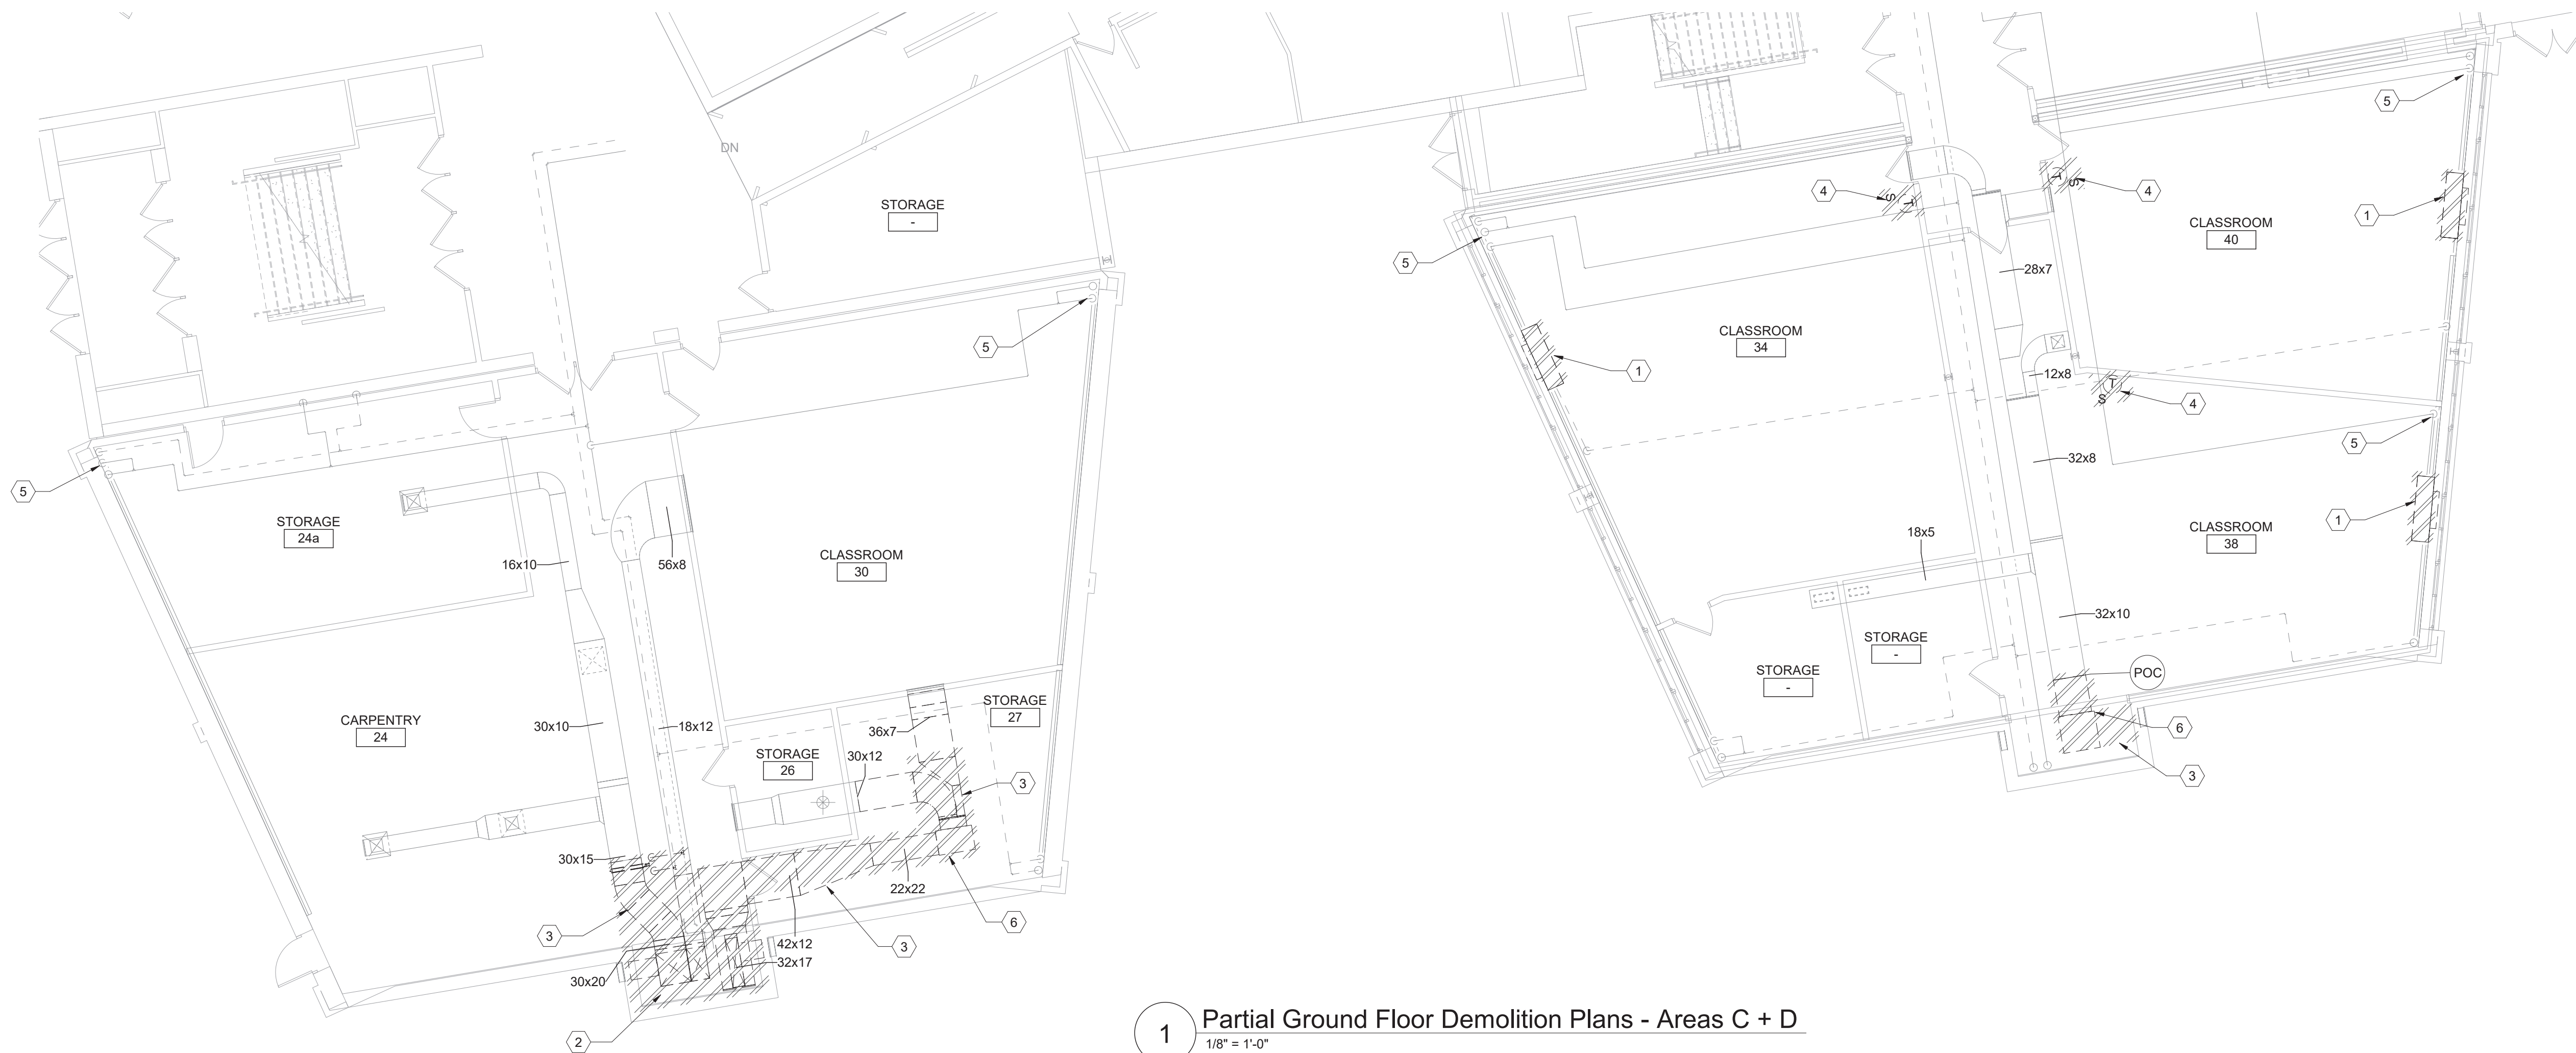 DN
STORAGE
-
5
STORAGE
24a
5
16x10
56x8
CLASSROOM
30
CARPENTRY
24
30x10
18x12
36x7
STORAGE
27
STORAGE
26
30x12
3
30x15
22x22
3
6
3
42x12
32x17
30x20
2
5
4
T
S
S
T
4
1
CLASSROOM
40
5
28x7
CLASSROOM
34
1
12x8
T
S
4
5
32x8
1
CLASSROOM
38
18x5
32x10
STORAGE
-
STORAGE
-
POC
6
3
1
Partial Ground Floor Demolition Plans - Areas C + D
1/8" = 1'-0"